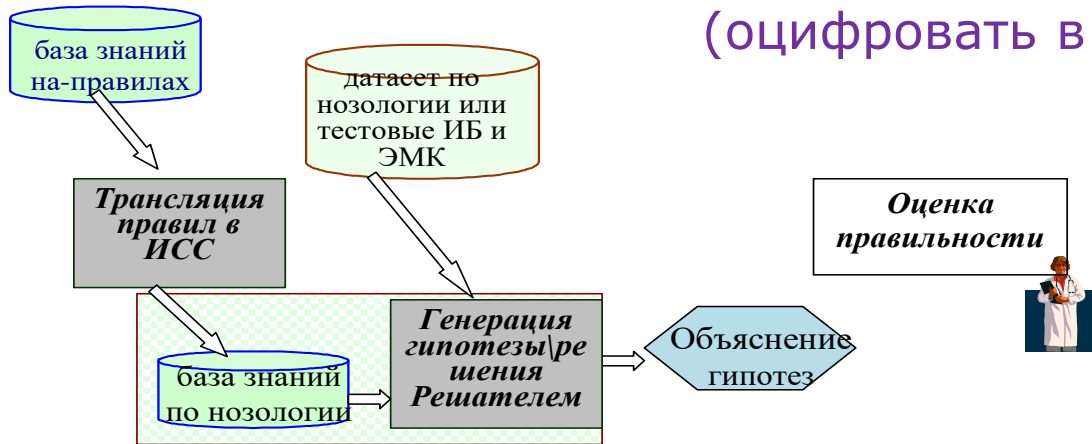 (оцифровать в
база знаний
на-правилах
датасет по
нозологии или
тестовые ИБ и
ЭМК
Трансляция
правил в
ИСС
Оценка
правильности
Генерация
гипотезы\ре
шения
Решателем
Объяснение
гипотез
база знаний
по нозологии